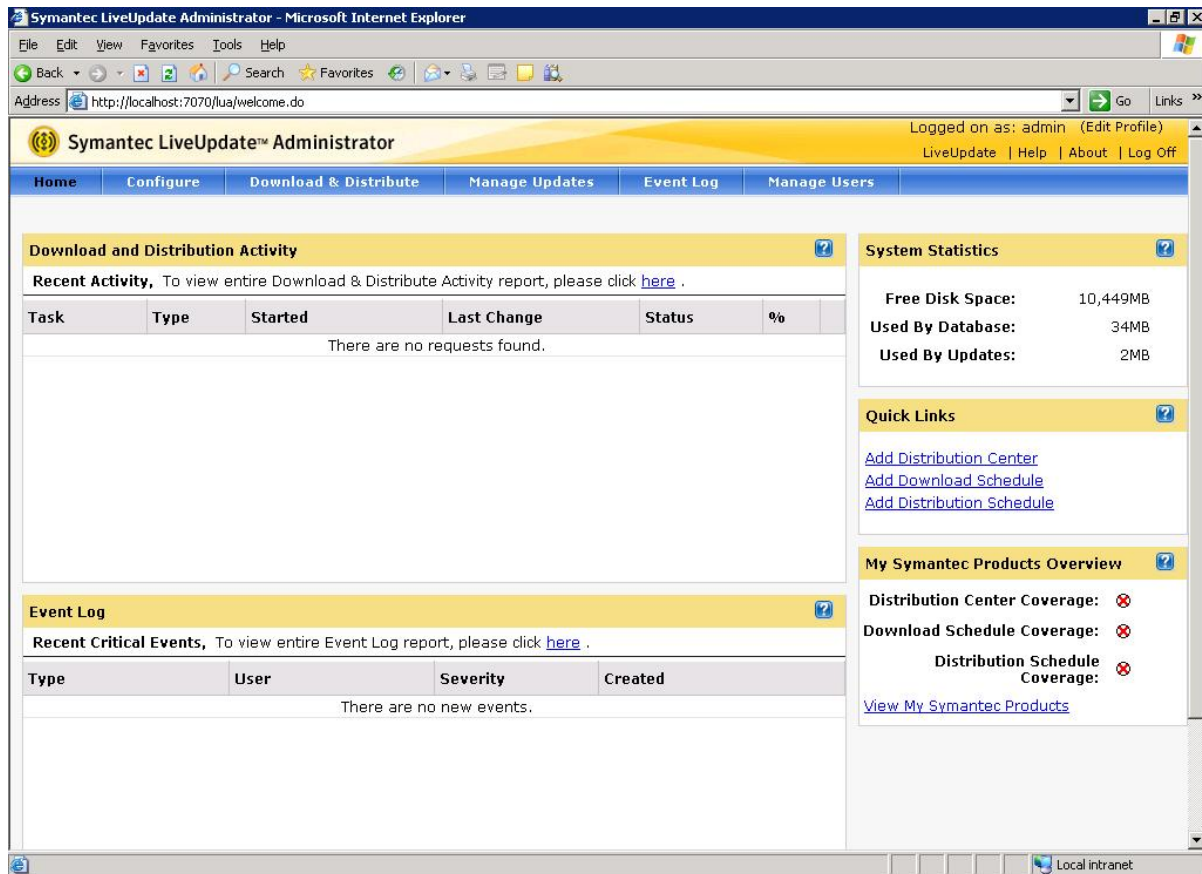 Symantec LiveUpdate Administrator - Microsoft Internet Explorer
File Edit View Favorites Tools Help
Back Search Favorites
Address http://localhost:7070/lua/welcome.do Go Links »
Symantec LiveUpdate™ Administrator
Logged on as: admin (Edit Profile)
LiveUpdate | Help | About | Log Off
Home Configure Download & Distribute Manage Updates Event Log Manage Users
Download and Distribution Activity ?
Recent Activity, To view entire Download & Distribute Activity report, please click here .
Task Type Started Last Change Status %
There are no requests found.
Event Log ?
Recent Critical Events, To view entire Event Log report, please click here .
Type User Severity Created
There are no new events.
System Statistics ?
Free Disk Space: 10,449MB
Used By Database: 34MB
Used By Updates: 2MB
Quick Links ?
Add Distribution Center
Add Download Schedule
Add Distribution Schedule
My Symantec Products Overview ?
Distribution Center Coverage:
Download Schedule Coverage:
Distribution Schedule
Coverage:
View My Symantec Products
Local intranet